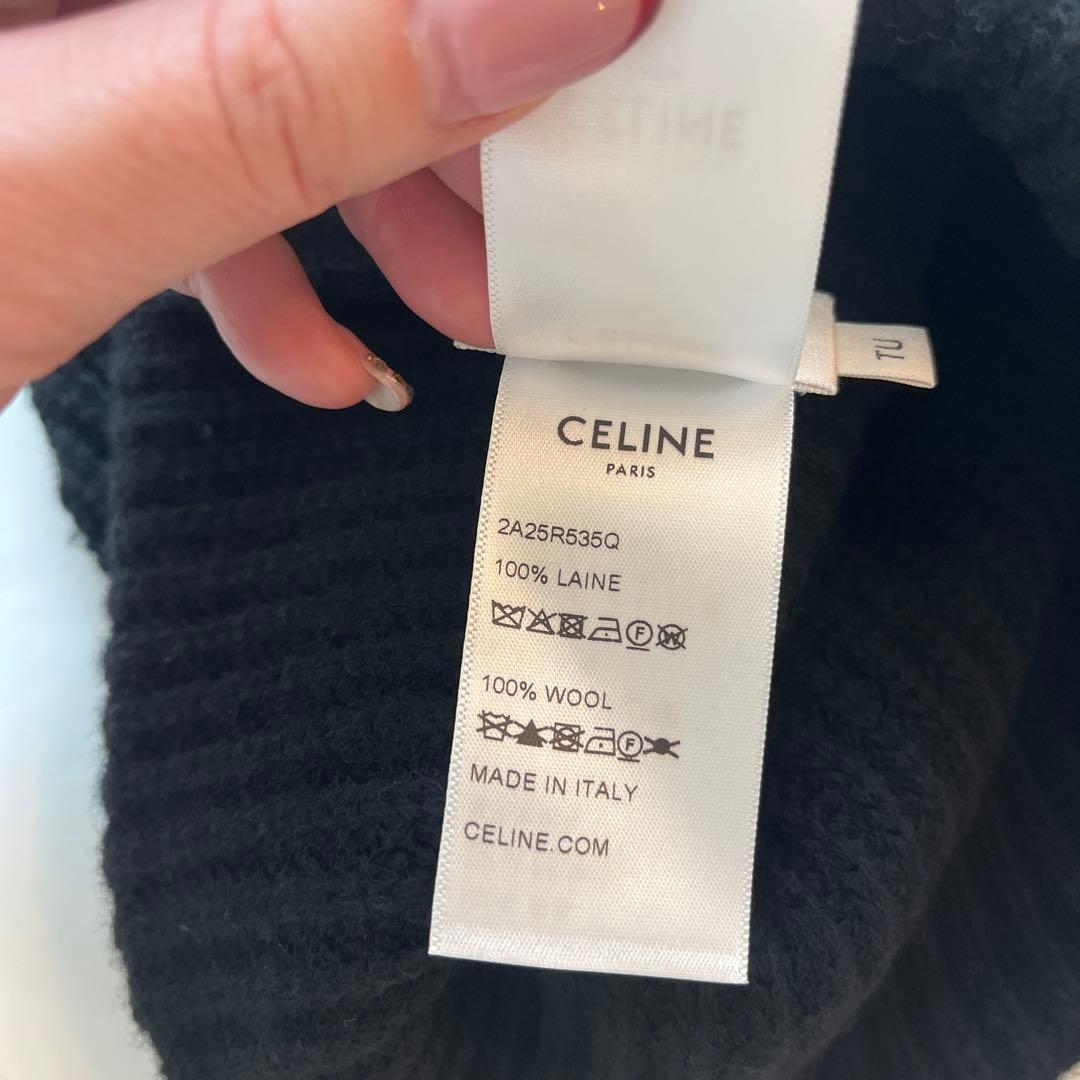 TU
CELINE
PARIS
2A25R535Q
100% LAINE
F W
100% WOOL
F
MADE IN ITALY
CELINE.COM